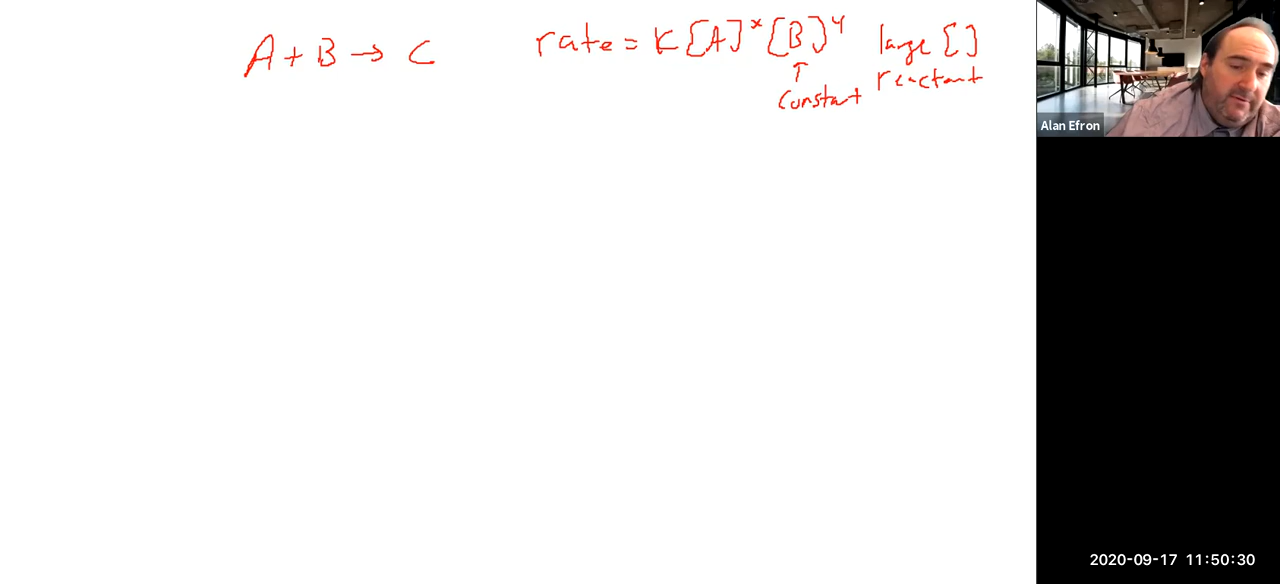 A + B → C
rate = K[A]^x [B]^y
↑
constant
large [ ]
reactant
Alan Efron
2020-09-17 11:50:30